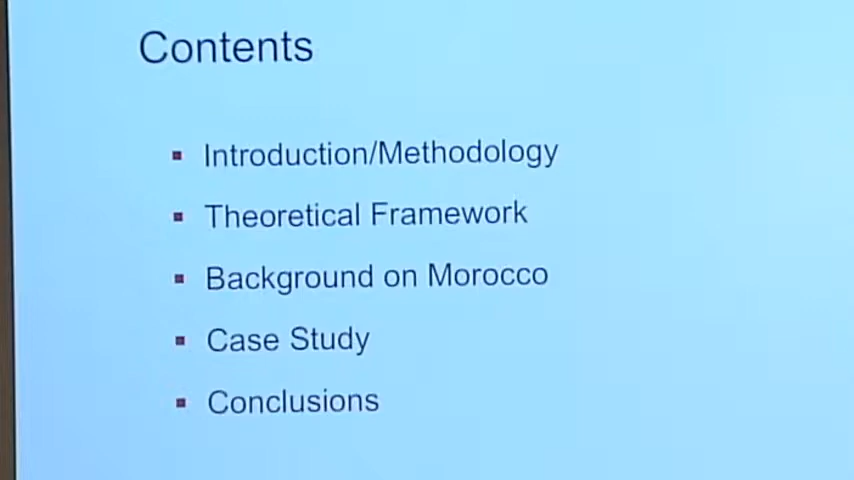 Contents
▪ Introduction/Methodology
▪ Theoretical Framework
▪ Background on Morocco
▪ Case Study
▪ Conclusions